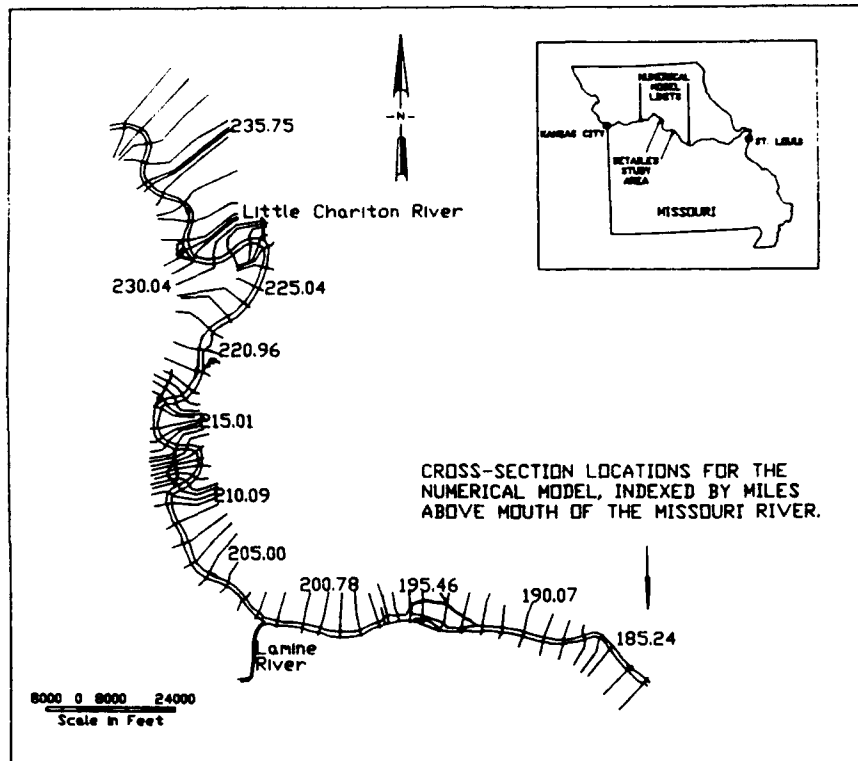 235.75
-N-
NUMERICAL
MODEL
LIMITS
KANSAS CITY
ST. LOUIS
DETAILED
STUDY
AREA
MISSOURI
Little Chariton River
230.04
225.04
220.96
215.01
210.09
CROSS-SECTION LOCATIONS FOR THE
NUMERICAL MODEL, INDEXED BY MILES
ABOVE MOUTH OF THE MISSOURI RIVER.
205.00
200.78
195.46
190.07
185.24
Lamine
River
8000 0 8000 24000
Scale in Feet